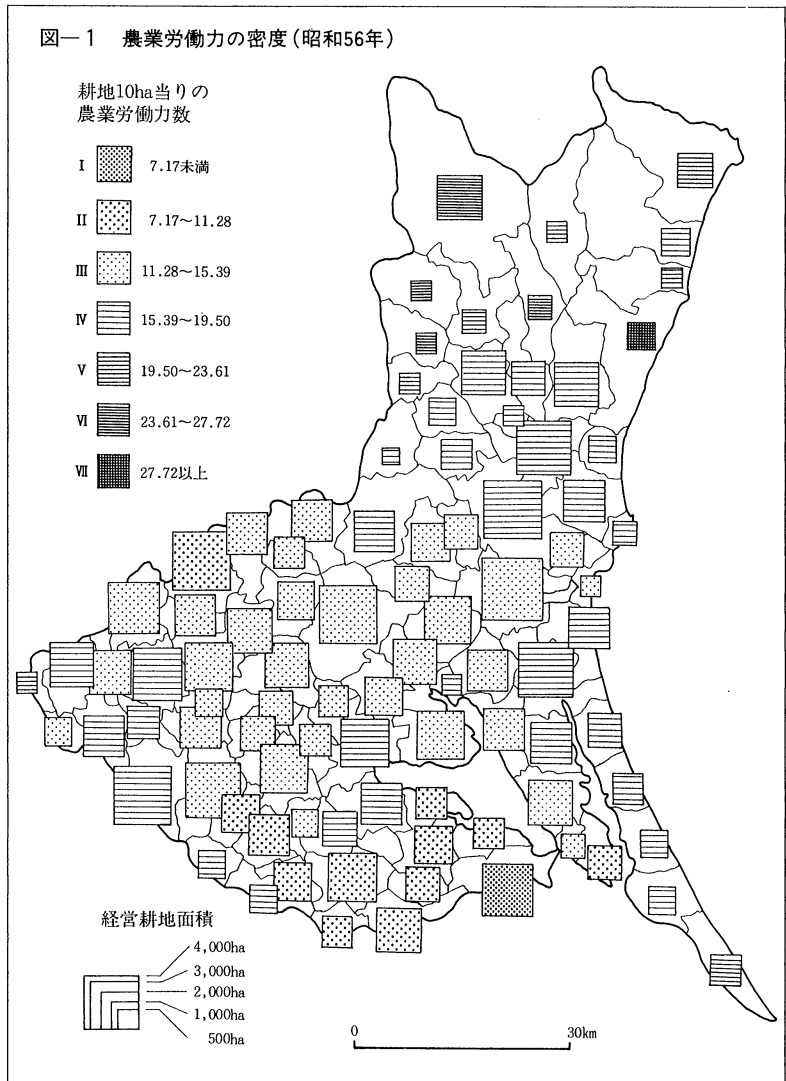 図—1 農業労働力の密度(昭和56年)
耕地10ha当りの
農業労働力数
I 7.17未満
II 7.17〜11.28
III 11.28〜15.39
IV 15.39〜19.50
V 19.50〜23.61
VI 23.61〜27.72
VII 27.72以上
経営耕地面積
4,000ha
3,000ha
2,000ha
1,000ha
500ha
0 30km